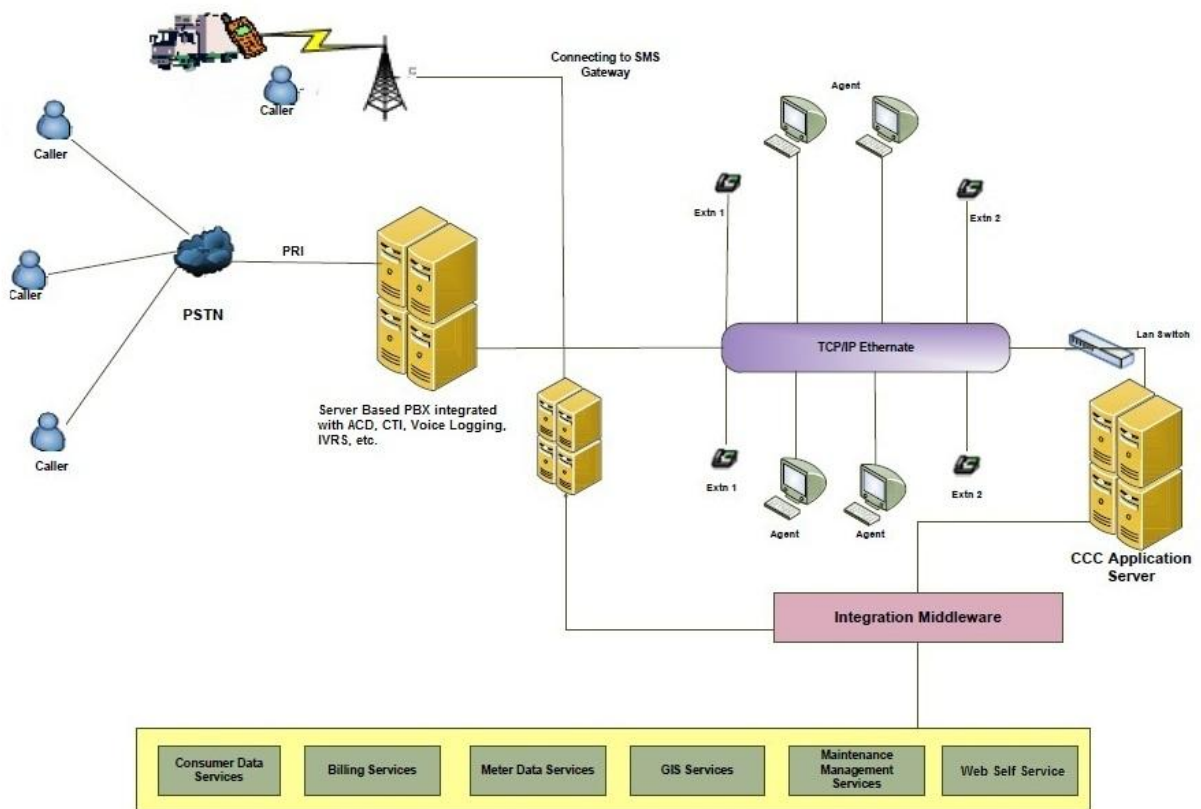 Connecting to SMS
Gateway
Agent
Caller
Caller
Extn 1
Extn 2
PRI
Caller
PSTN
Lan Switch
TCP/IP Ethernate
Server Based PBX integrated
with ACD, CTI, Voice Logging,
IVRS, etc.
Caller
Extn 1
Extn 2
Agent
Agent
CCC Application
Server
Integration Middleware
Consumer Data
Services
Billing Services
Meter Data Services
GIS Services
Maintenance
Management
Services
Web Self Service